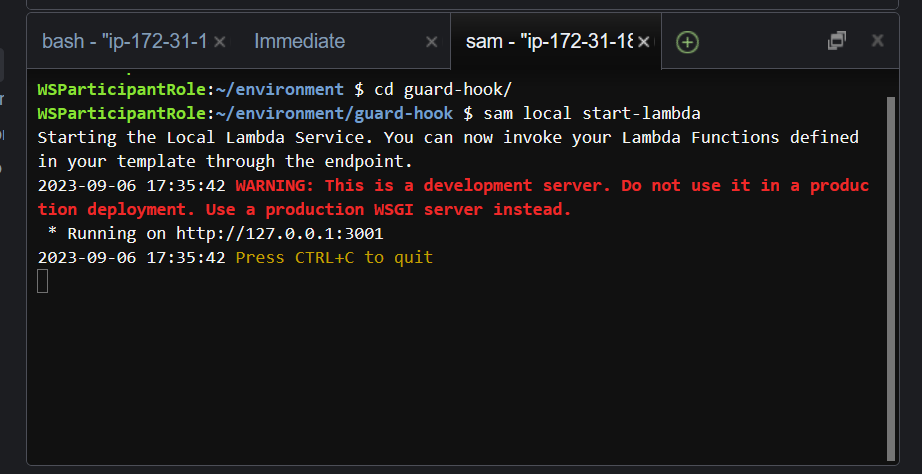 bash - "ip-172-31-1
Immediate
sam - "ip-172-31-18
WSParticipantRole:~/environment $ cd guard-hook/
WSParticipantRole:~/environment/guard-hook $ sam local start-lambda
Starting the Local Lambda Service. You can now invoke your Lambda Functions defined
in your template through the endpoint.
2023-09-06 17:35:42 WARNING: This is a development server. Do not use it in a produc
tion deployment. Use a production WSGI server instead.
 * Running on http://127.0.0.1:3001
2023-09-06 17:35:42 Press CTRL+C to quit